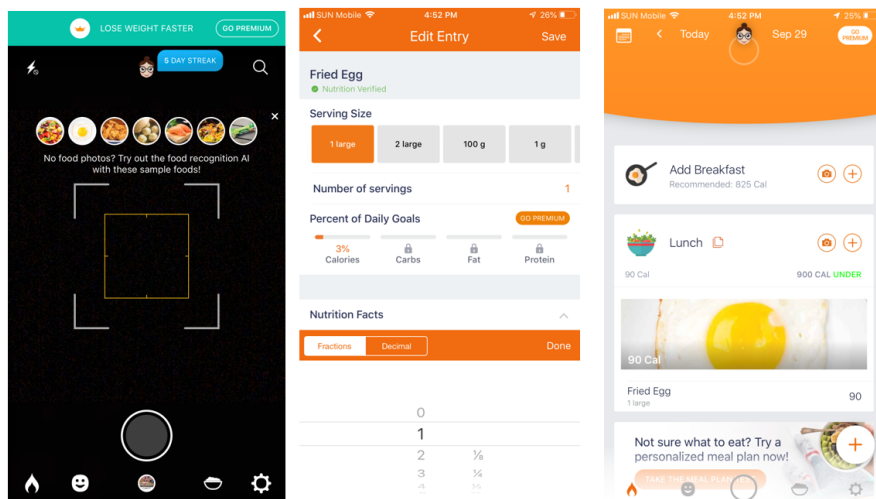 LOSE WEIGHT FASTER
GO PREMIUM
5 DAY STREAK
No food photos? Try out the food recognition AI
with these sample foods!
SUN Mobile 4:52 PM 26%
Edit Entry
Save
Fried Egg
Nutrition Verified
Serving Size
1 large
2 large
100 g
1 g
Number of servings 1
Percent of Daily Goals
GO PREMIUM
3%
Calories
Carbs
Fat
Protein
Nutrition Facts
Fractions
Decimal
Done
0
1
2 ⅛
3 ¼
4
SUN Mobile 4:52 PM 25%
Today
Sep 29
GO
PREMIUM
Add Breakfast
Recommended: 825 Cal
Lunch
90 Cal
900 CAL UNDER
90 Cal
Fried Egg
1 large
90
Not sure what to eat? Try a
personalized meal plan now!
TAKE THE MEAL PLAN